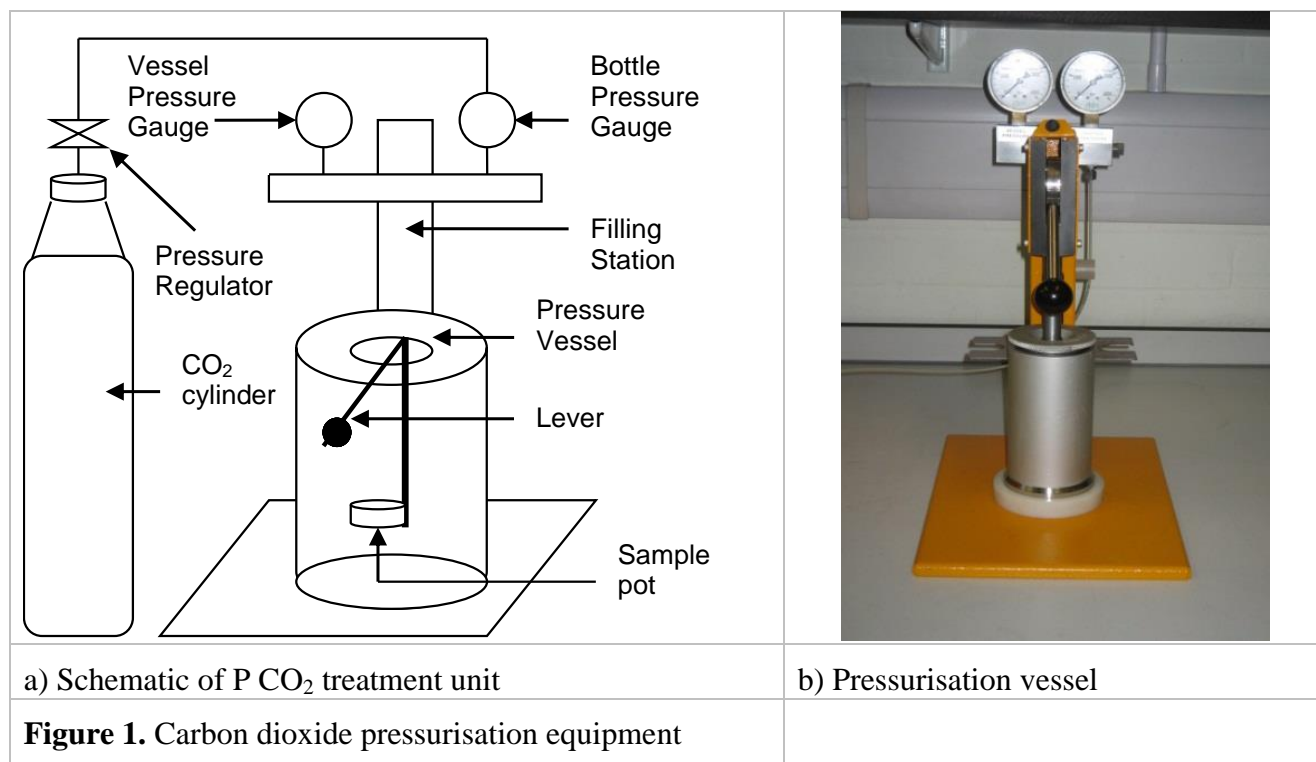 Vessel
Pressure
Gauge
Bottle
Pressure
Gauge
Pressure
Regulator
Filling
Station
Pressure
Vessel
CO₂
cylinder
Lever
Sample
pot
a) Schematic of P CO₂ treatment unit
b) Pressurisation vessel
Figure 1. Carbon dioxide pressurisation equipment